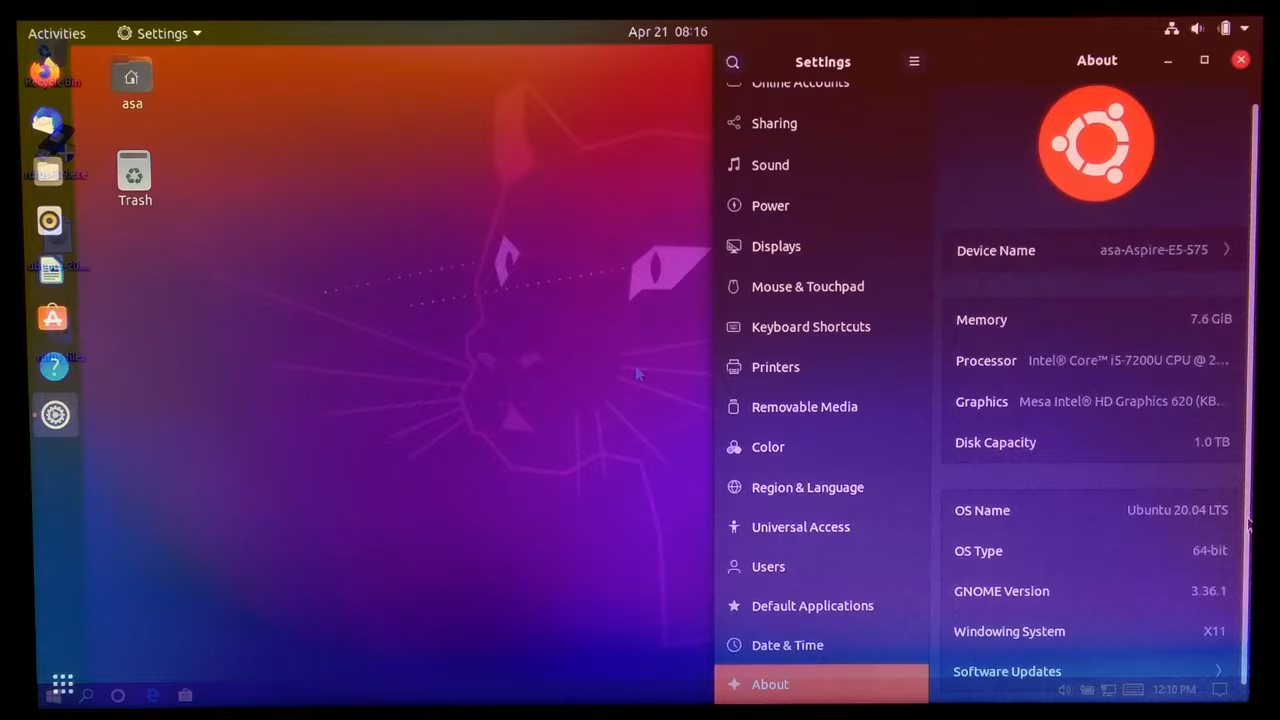 Activities
Settings
Apr 21 08:16
Recycle Bin
asa
Trash
Settings
About
Online Accounts
Sharing
Sound
Power
Displays
Mouse & Touchpad
Keyboard Shortcuts
Printers
Removable Media
Color
Region & Language
Universal Access
Users
Default Applications
Date & Time
About
Device Name asa-Aspire-E5-575
Memory 7.6 GiB
Processor Intel® Core™ i5-7200U CPU @ 2...
Graphics Mesa Intel® HD Graphics 620 (KB...
Disk Capacity 1.0 TB
OS Name Ubuntu 20.04 LTS
OS Type 64-bit
GNOME Version 3.36.1
Windowing System X11
Software Updates
12:10 PM